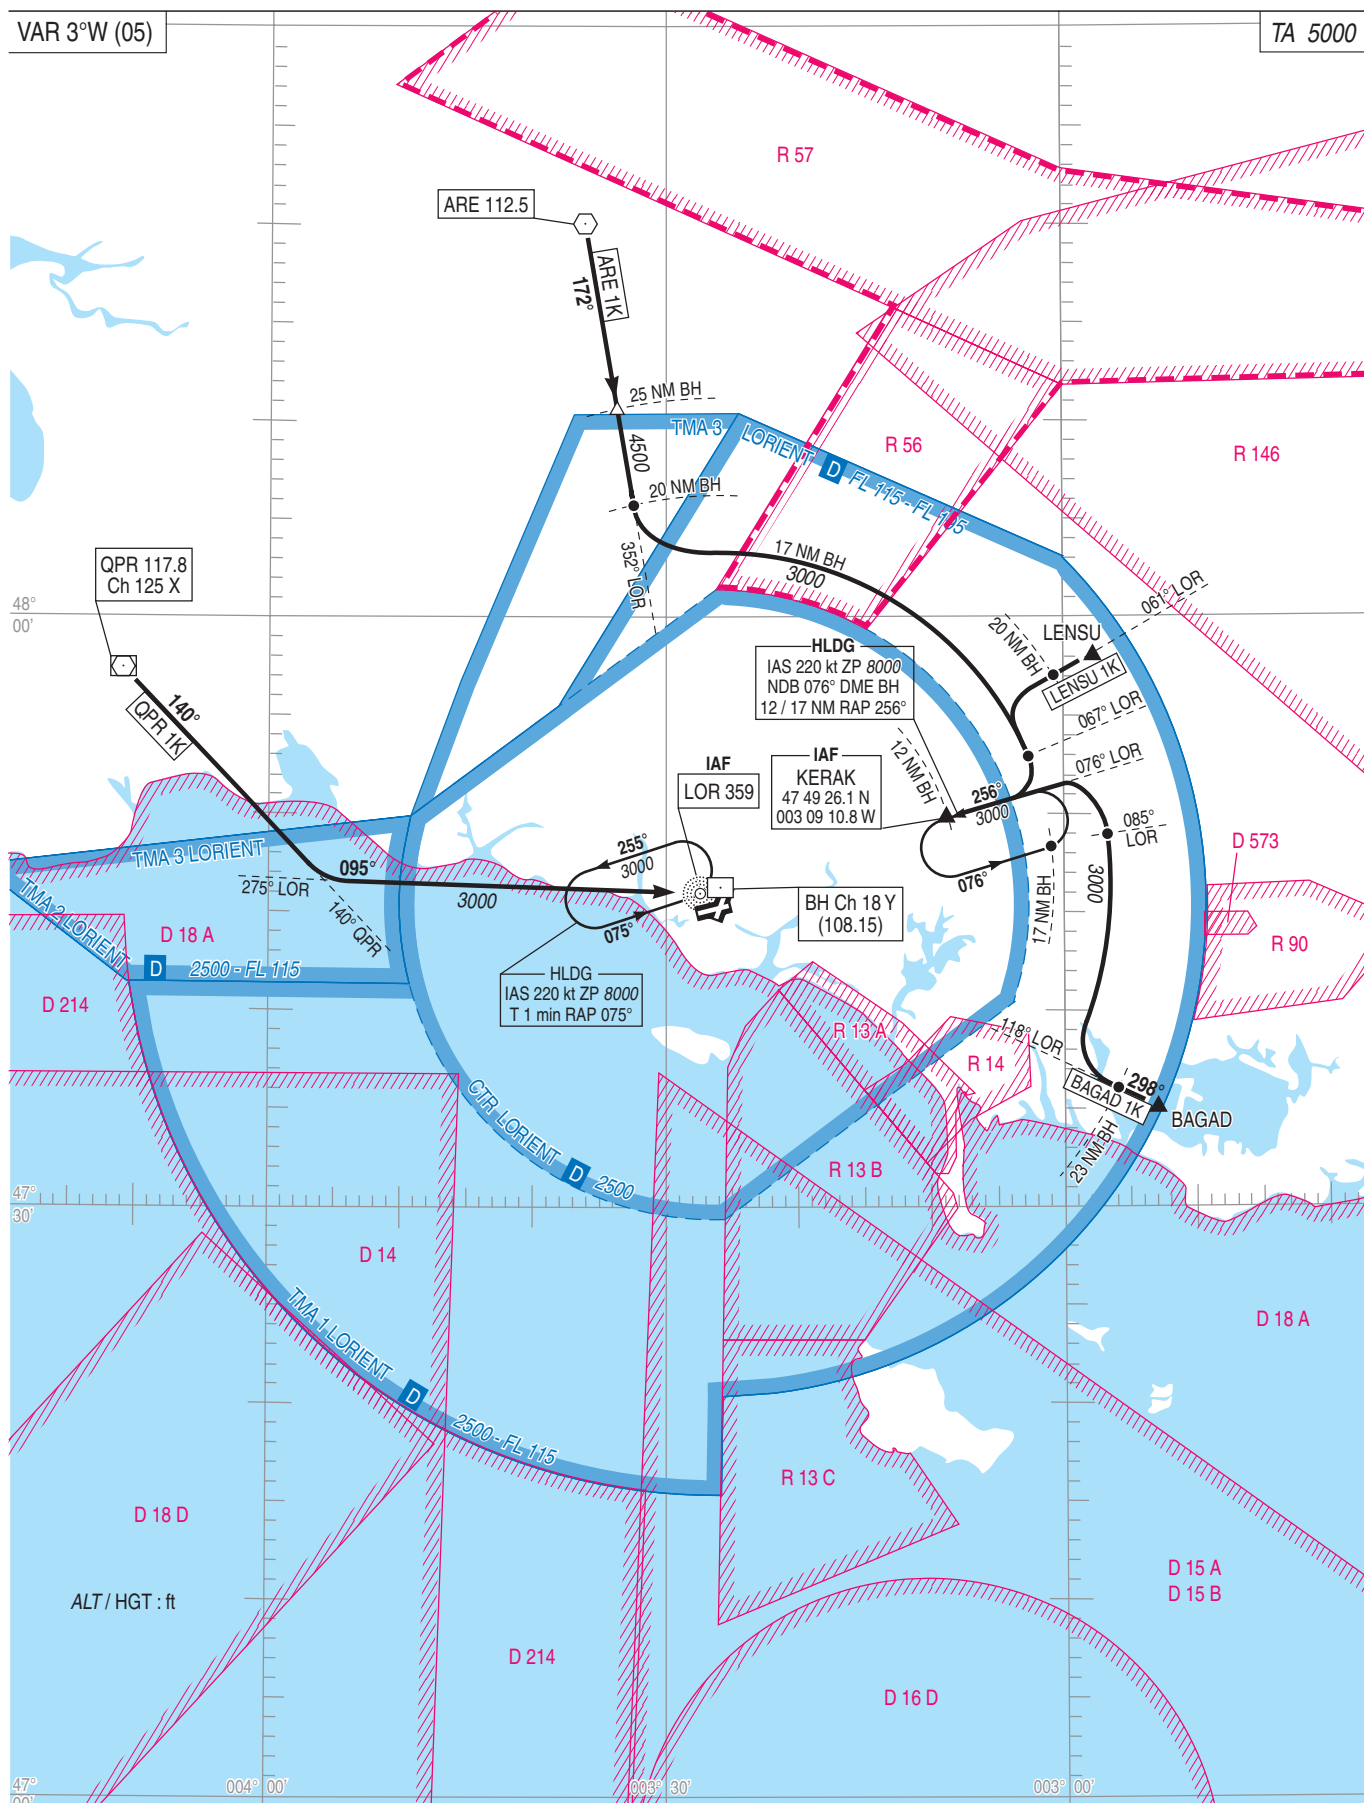 VAR 3°W (05)
TA 5000
R 57
ARE 112.5
ARE 1K
172°
25 NM BH
4500
TMA 3
LORIENT
D
FL 115 - FL 195
R 56
R 146
20 NM BH
352° LOR
17 NM BH
3000
QPR 117.8
Ch 125 X
48°
00'
061° LOR
LENSU
20 NM BH
LENSU 1K
HLDG
IAS 220 kt ZP 8000
NDB 076° DME BH
12 / 17 NM RAP 256°
067° LOR
140°
QPR 1K
076° LOR
IAF
LOR 359
IAF
KERAK
47 49 26.1 N
003 09 10.8 W
12 NM BH
256°
3000
085°
LOR
D 573
TMA 3 LORIENT
255°
3000
095°
275° LOR
3000
076°
3000
17 NM BH
TMA 2 LORIENT
140° QPR
BH Ch 18 Y
(108.15)
075°
R 90
D 18 A
D
2500 - FL 115
HLDG
IAS 220 kt ZP 8000
T 1 min RAP 075°
D 214
R 13 A
118° LOR
R 14
298°
BAGAD 1K
BAGAD
CTR LORIENT
D
2500
23 NM BH
R 13 B
47°
30'
D 14
D 18 A
TMA 1 LORIENT
D
2500 - FL 115
R 13 C
D 18 D
D 15 A
D 15 B
ALT / HGT : ft
D 214
D 16 D
47°
00'
004° 00'
003° 30'
003° 00'